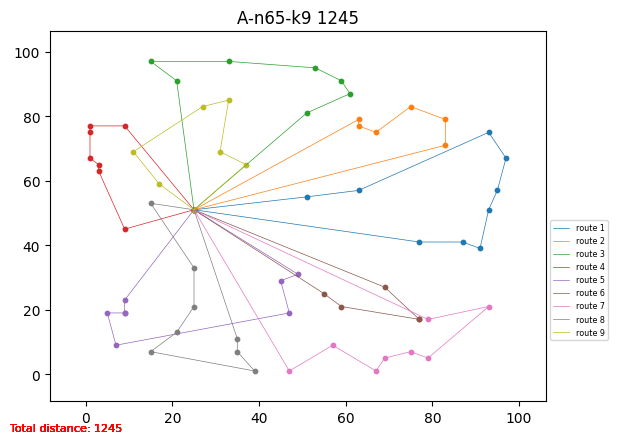 A-n65-k9 1245
100
80
60
40
20
0
0 20 40 60 80 100
route 1
route 2
route 3
route 4
route 5
route 6
route 7
route 8
route 9
Total distance: 1245